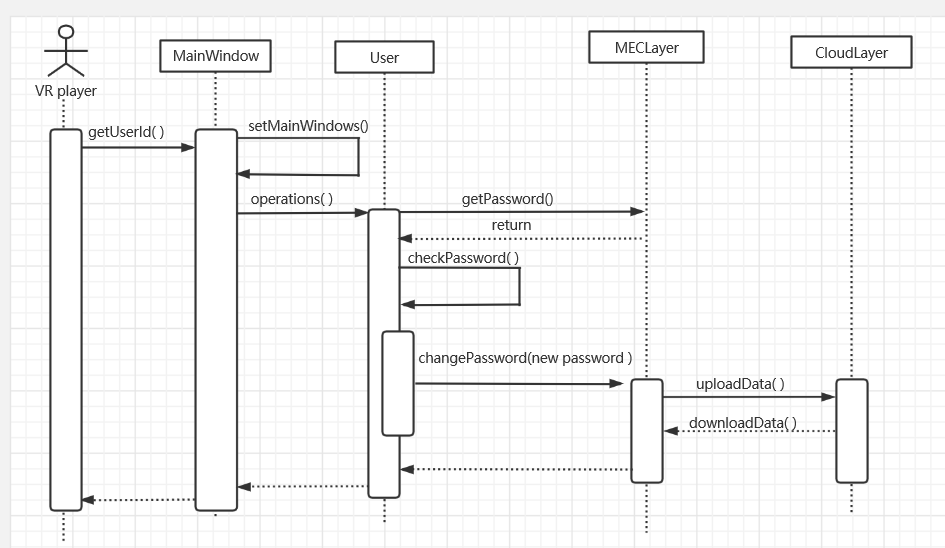 MainWindow
User
MECLayer
CloudLayer
VR player
getUserId( )
setMainWindows()
operations( )
getPassword()
return
checkPassword( )
changePassword(new password )
uploadData( )
downloadData( )